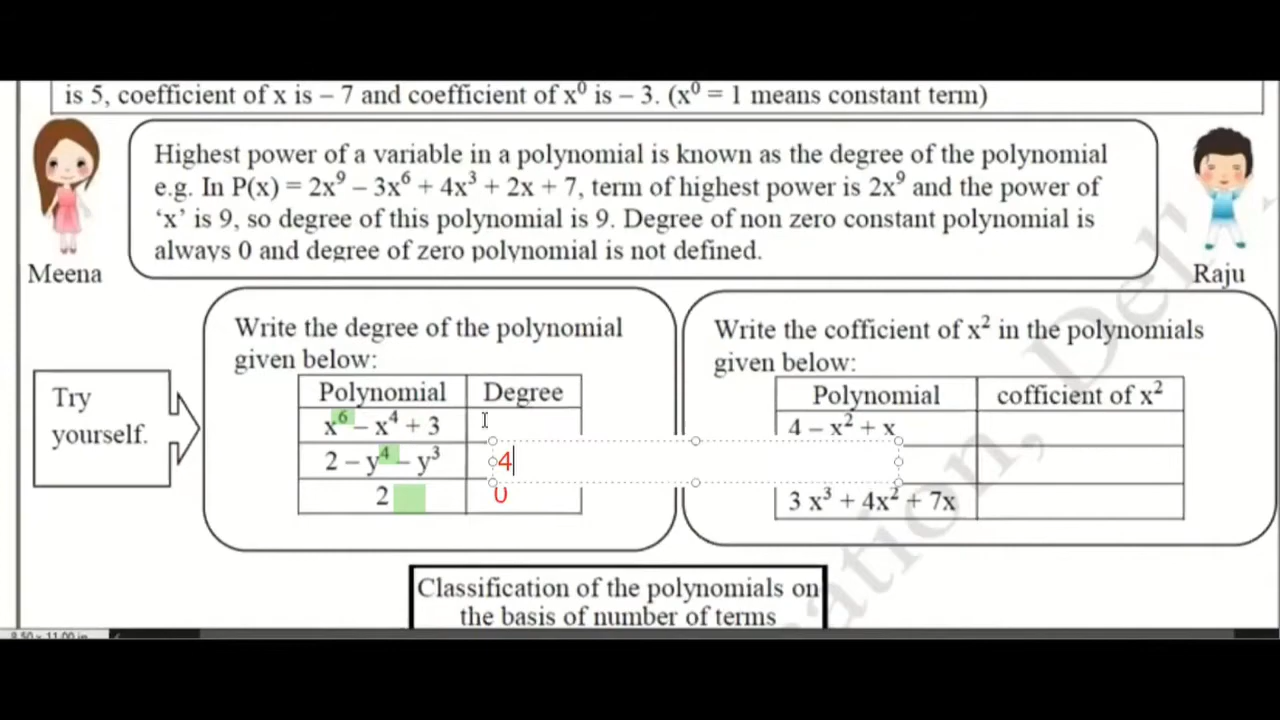 is 5, coefficient of x is – 7 and coefficient of x⁰ is – 3. (x⁰ = 1 means constant term)
Highest power of a variable in a polynomial is known as the degree of the polynomial
e.g. In P(x) = 2x⁹ – 3x⁶ + 4x³ + 2x + 7, term of highest power is 2x⁹ and the power of
‘x’ is 9, so degree of this polynomial is 9. Degree of non zero constant polynomial is
always 0 and degree of zero polynomial is not defined.
Meena
Raju
Try
yourself.
Write the degree of the polynomial
given below:
Polynomial Degree
x⁶ – x⁴ + 3
2 – y⁴ – y³ 4
2 0
Write the cofficient of x² in the polynomials
given below:
Polynomial cofficient of x²
4 – x² + x
3 x³ + 4x² + 7x
Classification of the polynomials on
the basis of number of terms
8.50 x 11.00 in